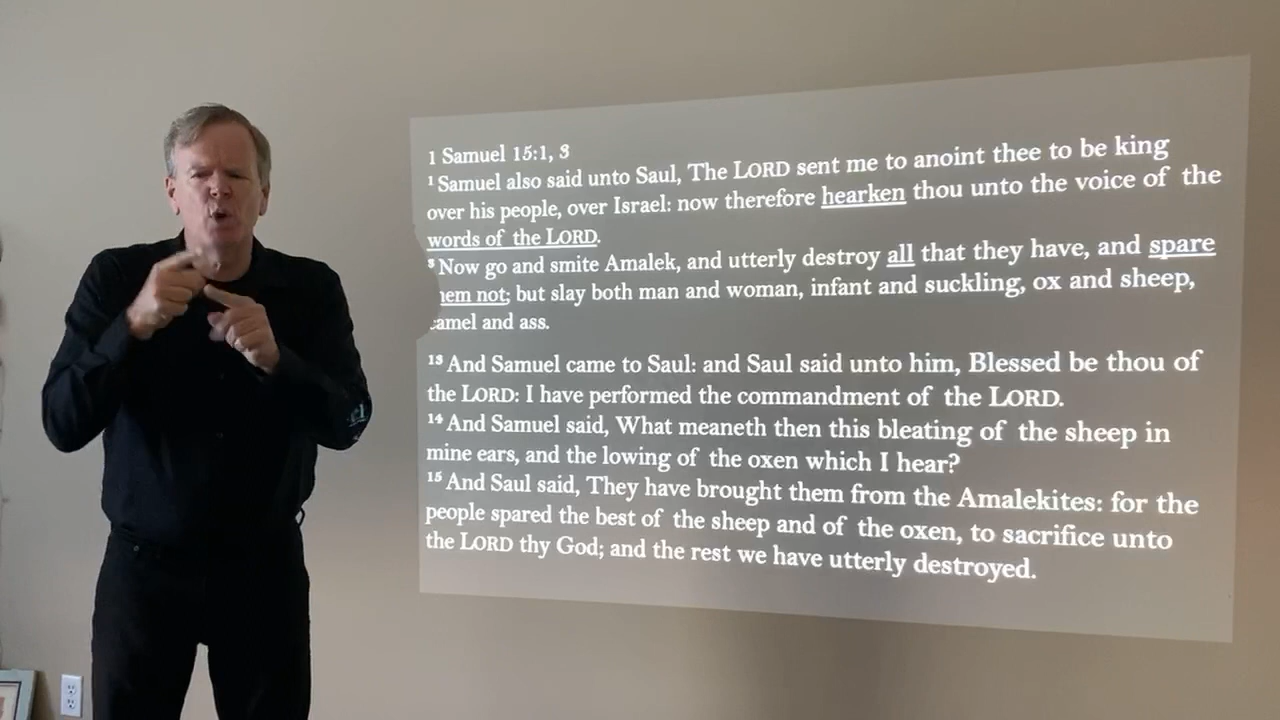 1 Samuel 15:1, 3
1 Samuel also said unto Saul, The LORD sent me to anoint thee to be king
over his people, over Israel: now therefore hearken thou unto the voice of the
words of the LORD.
3 Now go and smite Amalek, and utterly destroy all that they have, and spare
hem not; but slay both man and woman, infant and suckling, ox and sheep,
amel and ass.
13 And Samuel came to Saul: and Saul said unto him, Blessed be thou of
the LORD: I have performed the commandment of the LORD.
14 And Samuel said, What meaneth then this bleating of the sheep in
mine ears, and the lowing of the oxen which I hear?
15 And Saul said, They have brought them from the Amalekites: for the
people spared the best of the sheep and of the oxen, to sacrifice unto
the LORD thy God; and the rest we have utterly destroyed.